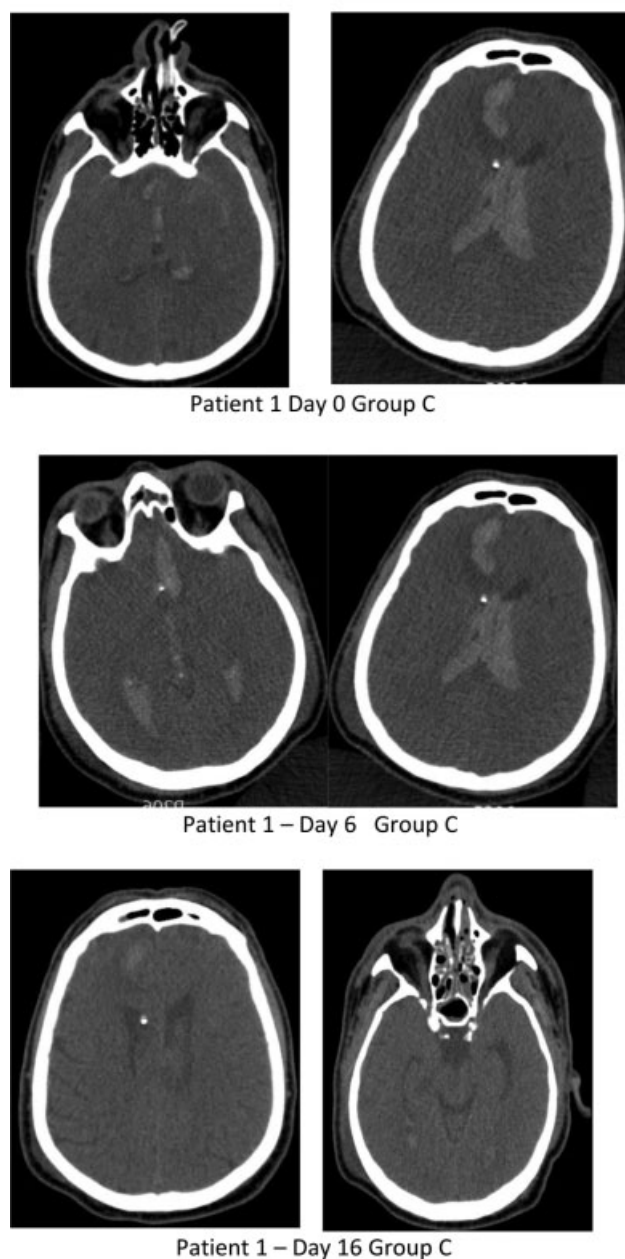 Patient 1 Day 0 Group C
Patient 1 – Day 6 Group C
Patient 1 – Day 16 Group C